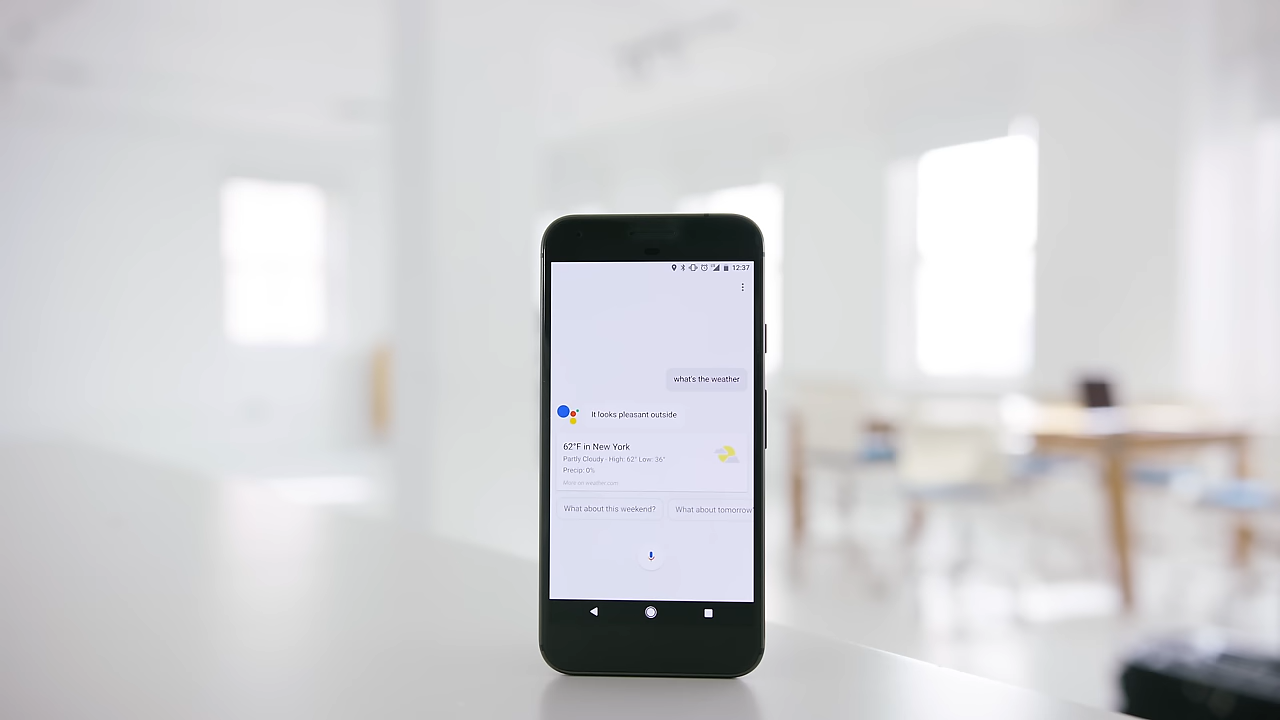 12:37
what's the weather
It looks pleasant outside
62°F in New York
Partly Cloudy - High: 62° Low: 36°
Precip: 0%
More on weather.com
What about this weekend?
What about tomorrow